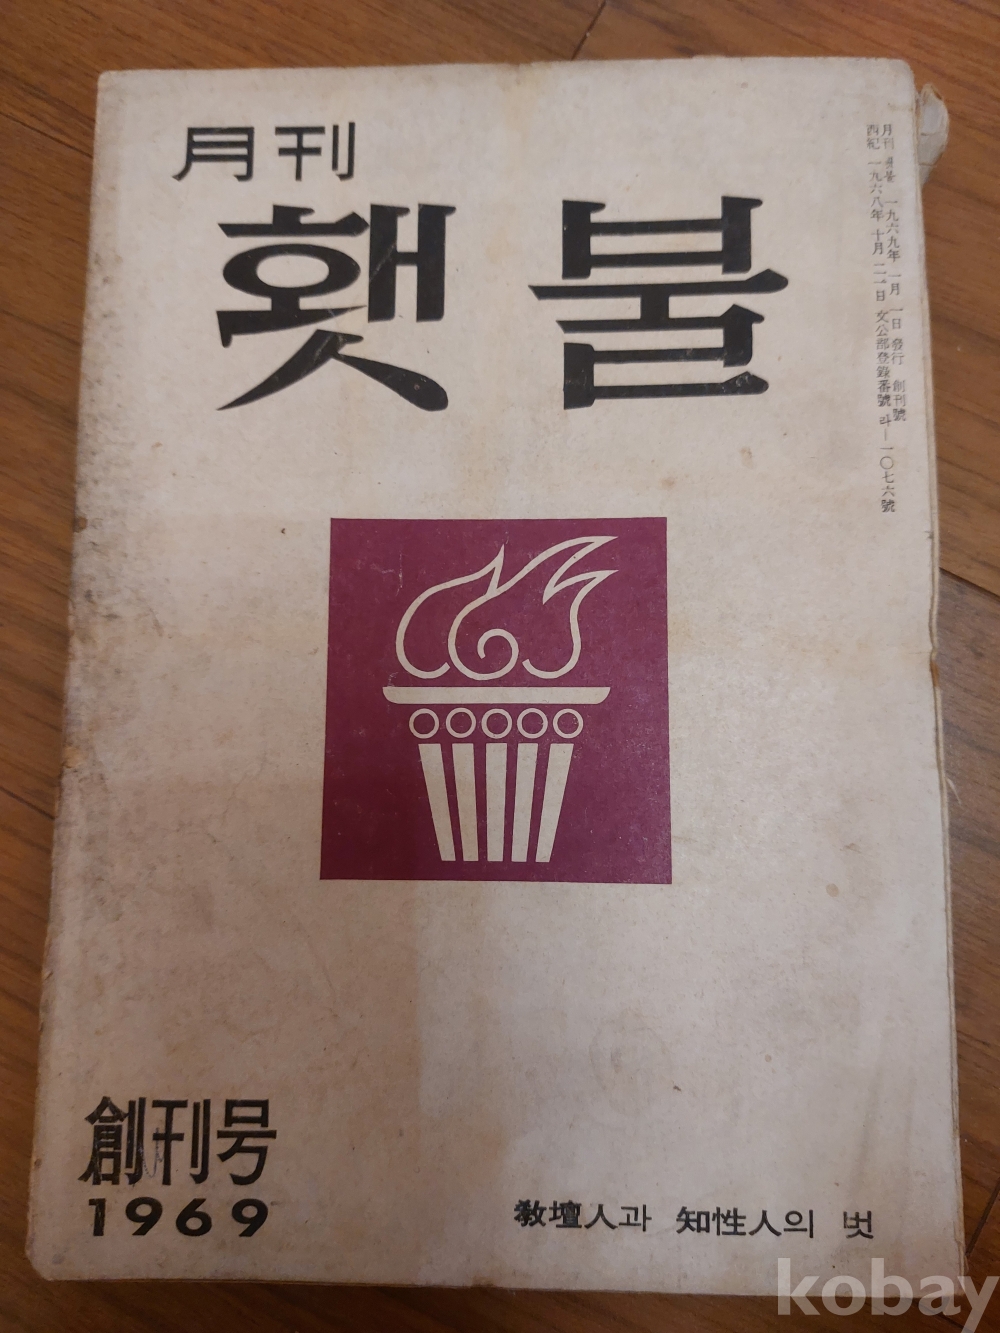 月刊
횃불
月刊 횃불 一九六九年 一月 一日 發行 創刊號
西紀 一九六八年 十月 二一日 文公部登錄番號 라─一〇七六號
創刊号
1969
敎壇人과 知性人의 벗
kobay